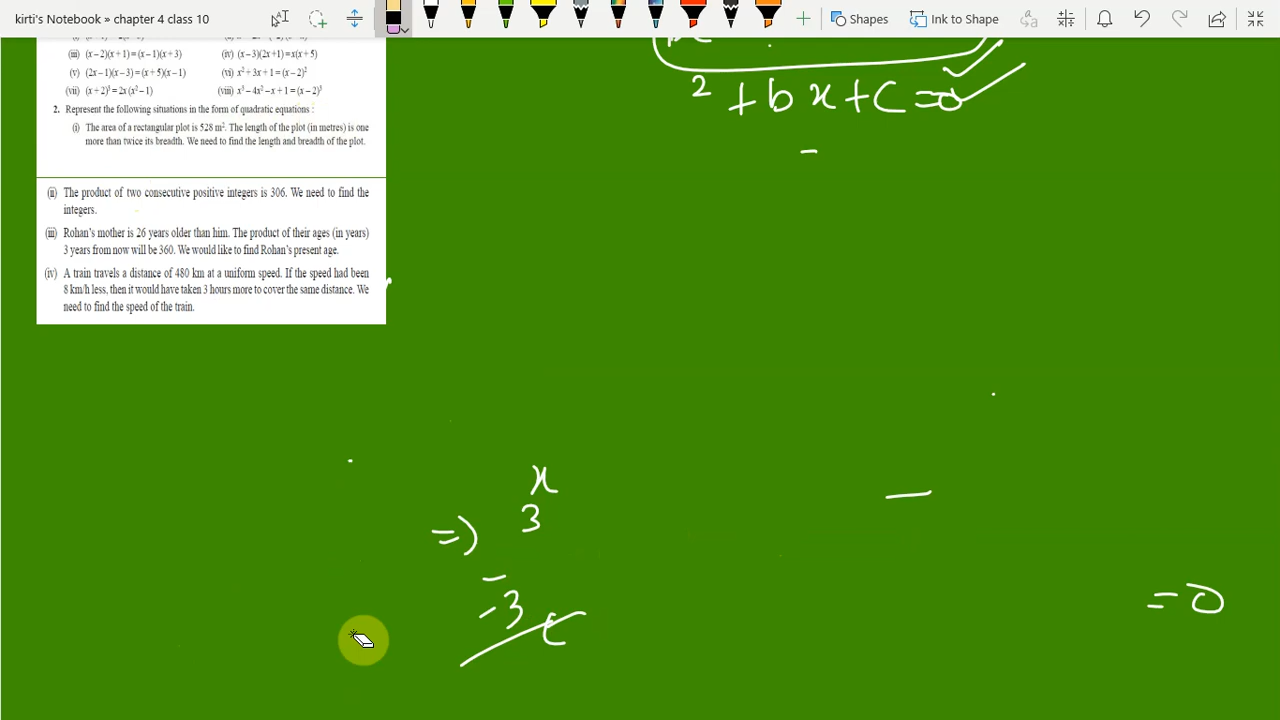 kirti's Notebook » chapter 4 class 10
Shapes
Ink to Shape
(iii) (x−2)(x+1)=(x−1)(x+3) (iv) (x−3)(2x+1)=x(x+5)
(v) (2x−1)(x−3)=(x+5)(x−1) (vi) x²+3x+1=(x−2)²
(vii) (x+2)³=2x(x²−1) (viii) x³−4x²−x+1=(x−2)³
2. Represent the following situations in the form of quadratic equations :
(i) The area of a rectangular plot is 528 m². The length of the plot (in metres) is one
more than twice its breadth. We need to find the length and breadth of the plot.
(ii) The product of two consecutive positive integers is 306. We need to find the
integers.
(iii) Rohan's mother is 26 years older than him. The product of their ages (in years)
3 years from now will be 360. We would like to find Rohan's present age.
(iv) A train travels a distance of 480 km at a uniform speed. If the speed had been
8 km/h less, then it would have taken 3 hours more to cover the same distance. We
need to find the speed of the train.
2 +bx+c=0
-
x
=) 3
-
-3
=0